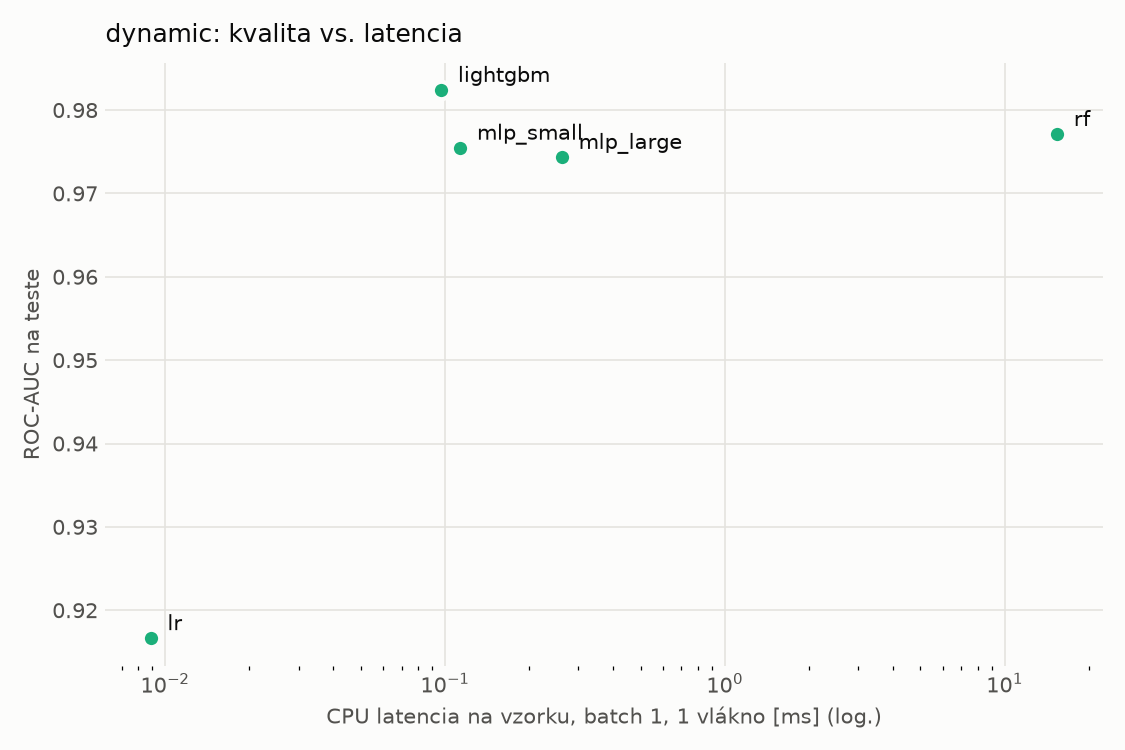 dynamic: kvalita vs. latencia
lightgbm
rf
mlp_small
mlp_large
lr
0.98
0.97
0.96
0.95
0.94
0.93
0.92
ROC-AUC na teste
10⁻² 10⁻¹ 10⁰ 10¹
CPU latencia na vzorku, batch 1, 1 vlákno [ms] (log.)